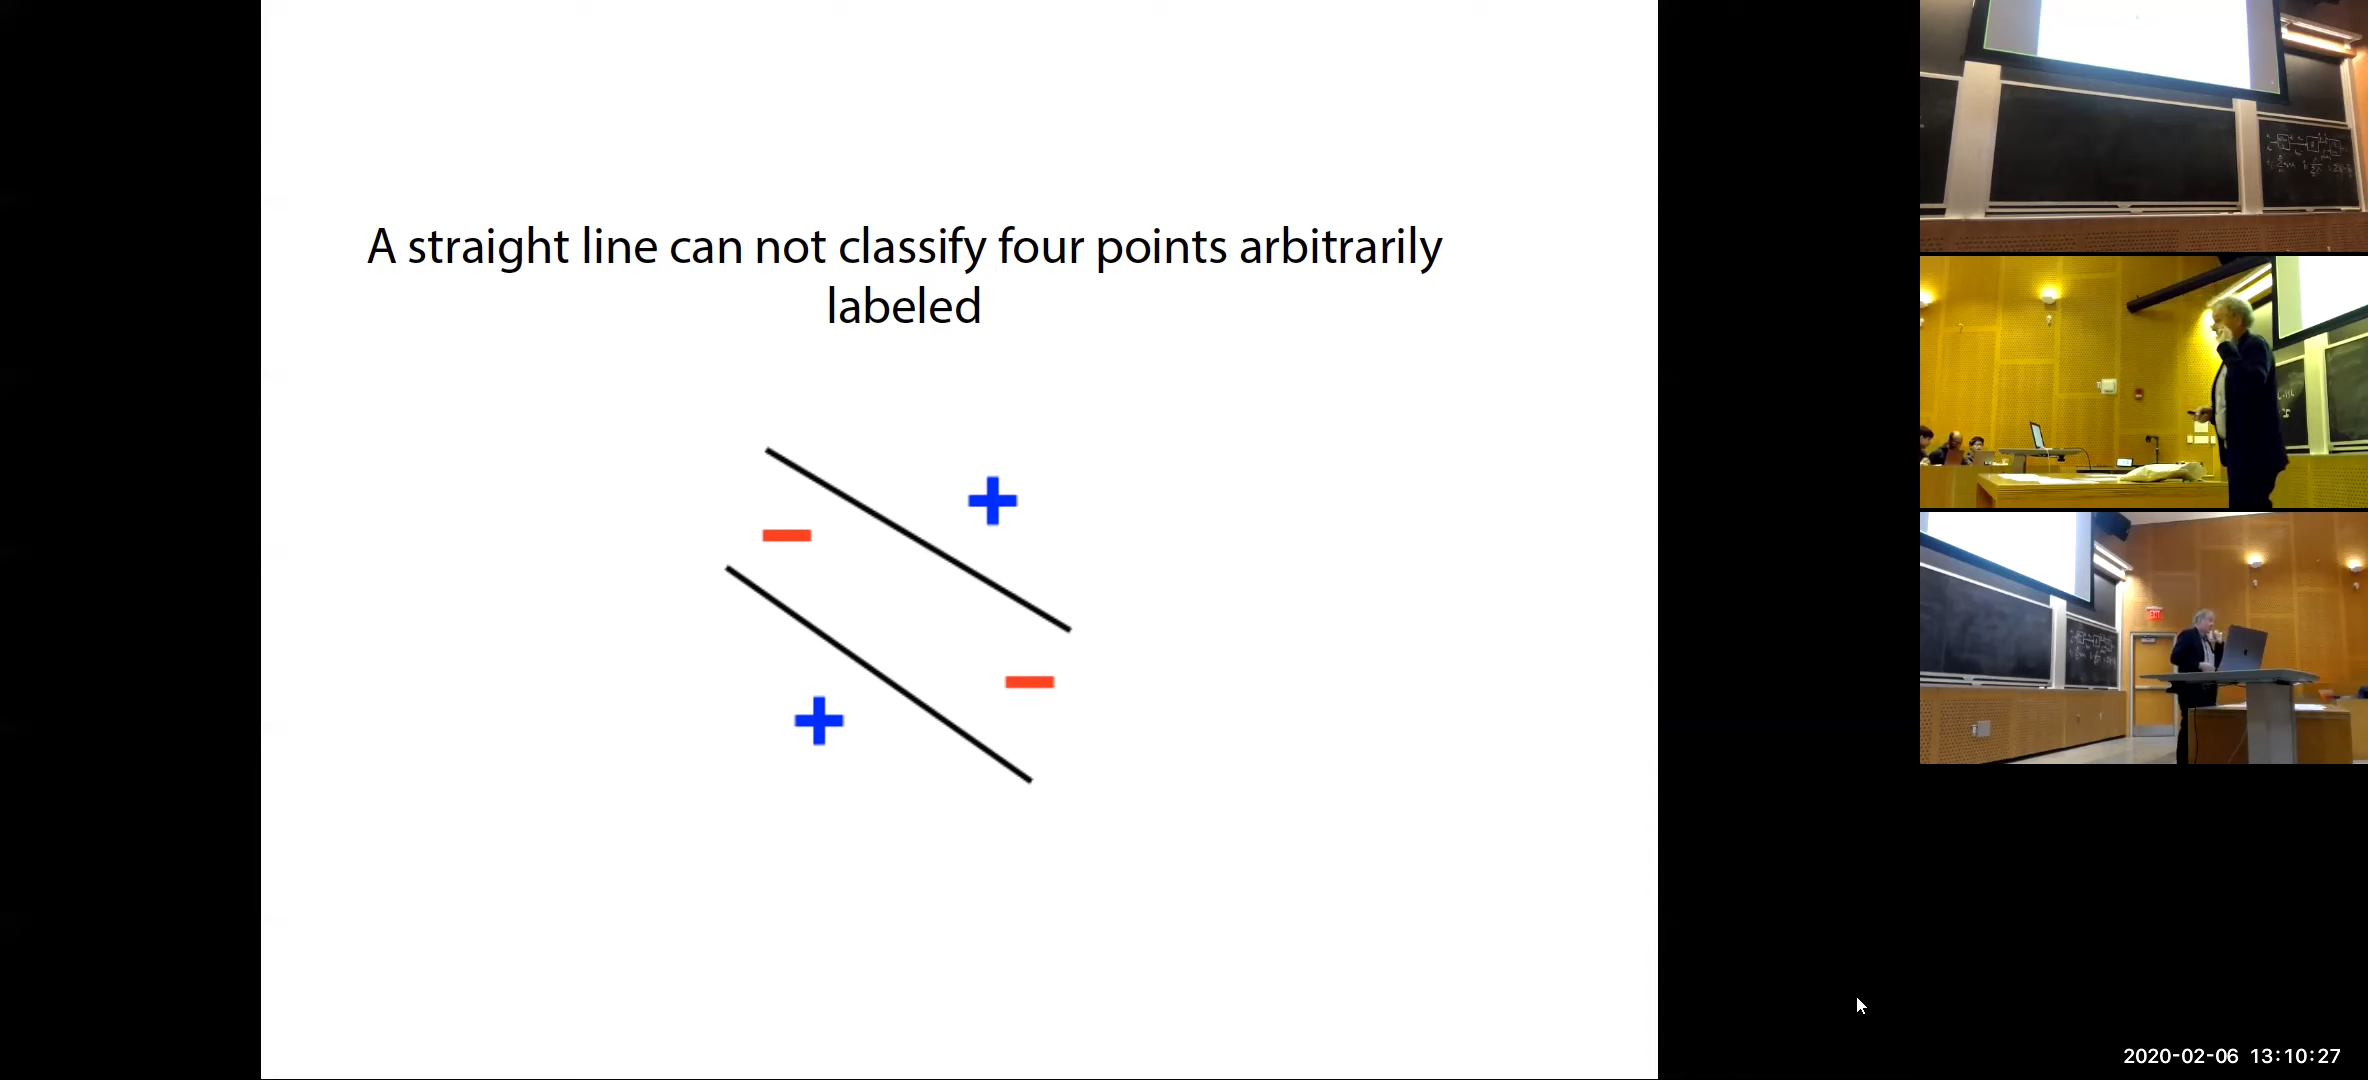 A straight line can not classify four points arbitrarily
labeled
2020-02-06 13:10:27